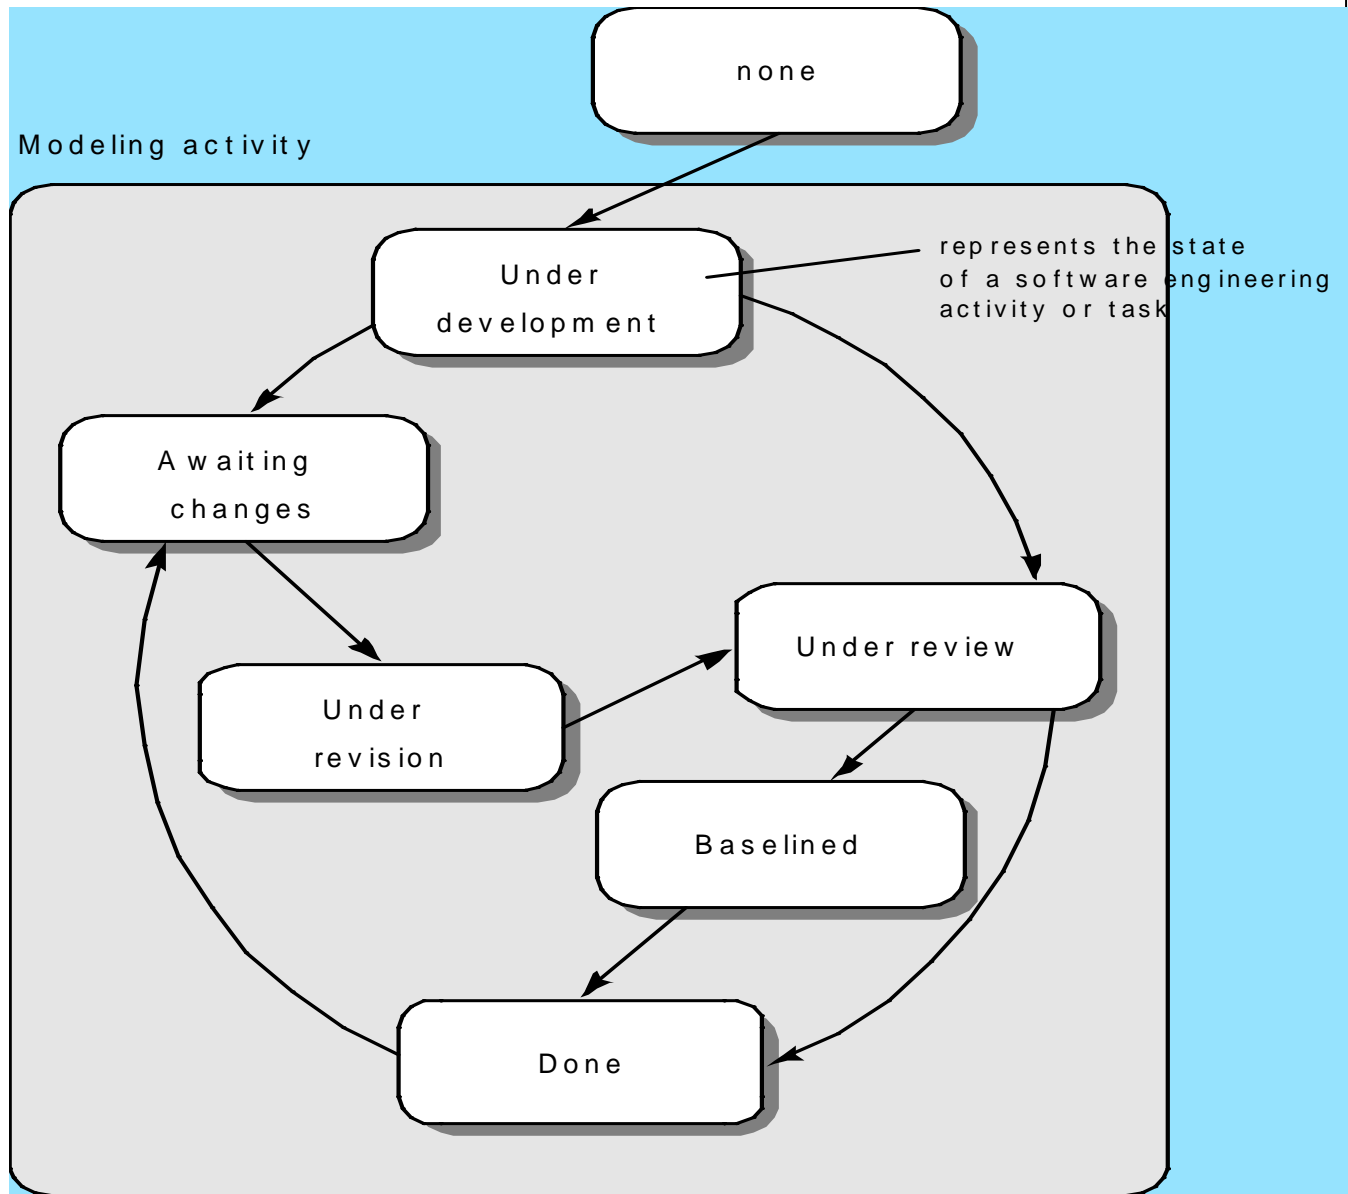 none
Modeling activity
represents the state
of a software engineering
activity or task
Under
development
Awaiting
changes
Under review
Under
revision
Baselined
Done